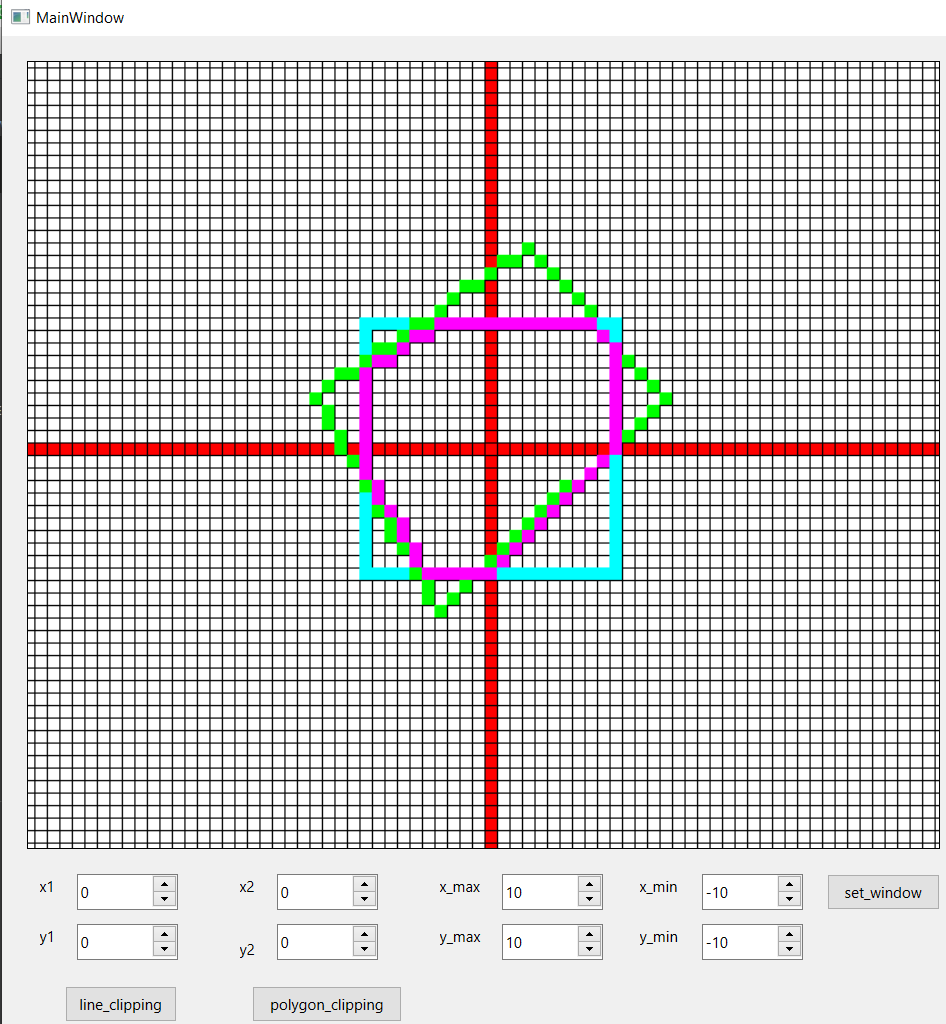 MainWindow
x1 0 x2 0 x_max 10 x_min -10 set_window
y1 0 y2 0 y_max 10 y_min -10
line_clipping polygon_clipping